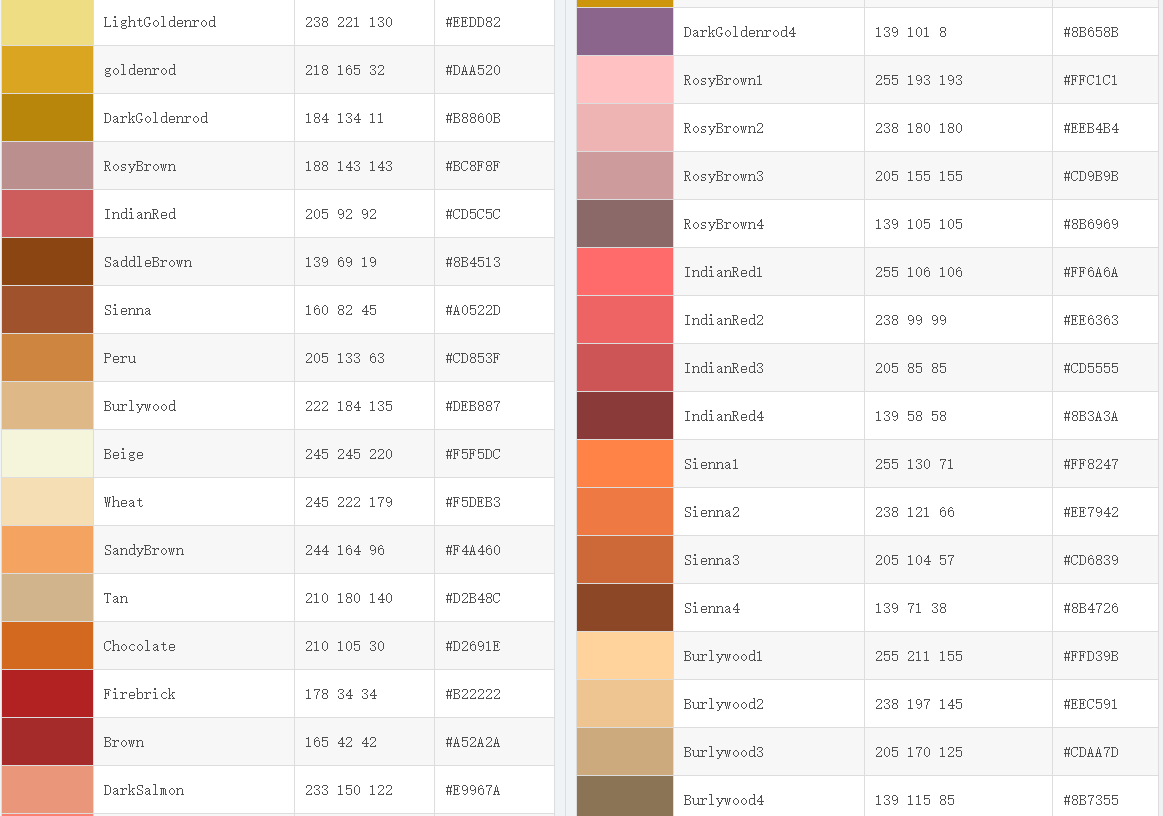 LightGoldenrod 238 221 130 #EEDD82
goldenrod 218 165 32 #DAA520
DarkGoldenrod 184 134 11 #B8860B
RosyBrown 188 143 143 #BC8F8F
IndianRed 205 92 92 #CD5C5C
SaddleBrown 139 69 19 #8B4513
Sienna 160 82 45 #A0522D
Peru 205 133 63 #CD853F
Burlywood 222 184 135 #DEB887
Beige 245 245 220 #F5F5DC
Wheat 245 222 179 #F5DEB3
SandyBrown 244 164 96 #F4A460
Tan 210 180 140 #D2B48C
Chocolate 210 105 30 #D2691E
Firebrick 178 34 34 #B22222
Brown 165 42 42 #A52A2A
DarkSalmon 233 150 122 #E9967A
DarkGoldenrod4 139 101 8 #8B658B
RosyBrown1 255 193 193 #FFC1C1
RosyBrown2 238 180 180 #EEB4B4
RosyBrown3 205 155 155 #CD9B9B
RosyBrown4 139 105 105 #8B6969
IndianRed1 255 106 106 #FF6A6A
IndianRed2 238 99 99 #EE6363
IndianRed3 205 85 85 #CD5555
IndianRed4 139 58 58 #8B3A3A
Sienna1 255 130 71 #FF8247
Sienna2 238 121 66 #EE7942
Sienna3 205 104 57 #CD6839
Sienna4 139 71 38 #8B4726
Burlywood1 255 211 155 #FFD39B
Burlywood2 238 197 145 #EEC591
Burlywood3 205 170 125 #CDAA7D
Burlywood4 139 115 85 #8B7355